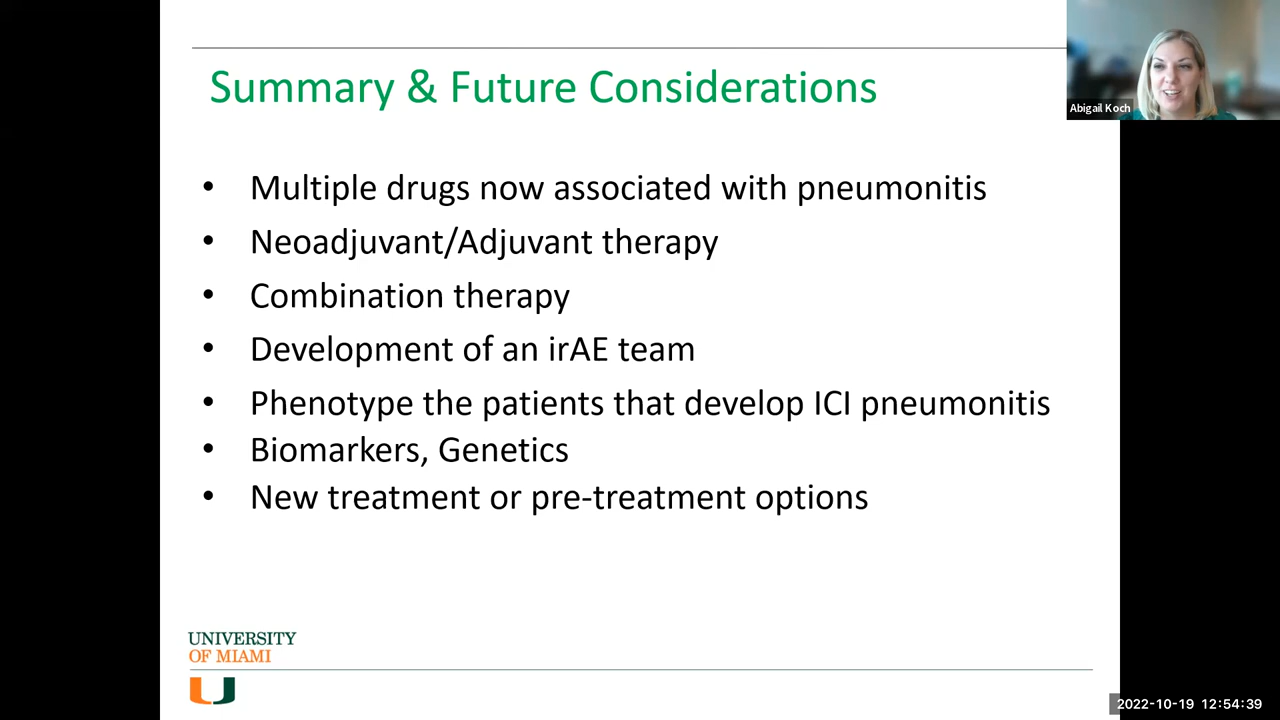 Summary & Future Considerations
Abigail Koch
• Multiple drugs now associated with pneumonitis
• Neoadjuvant/Adjuvant therapy
• Combination therapy
• Development of an irAE team
• Phenotype the patients that develop ICI pneumonitis
• Biomarkers, Genetics
• New treatment or pre-treatment options
UNIVERSITY
OF MIAMI
2022-10-19 12:54:39